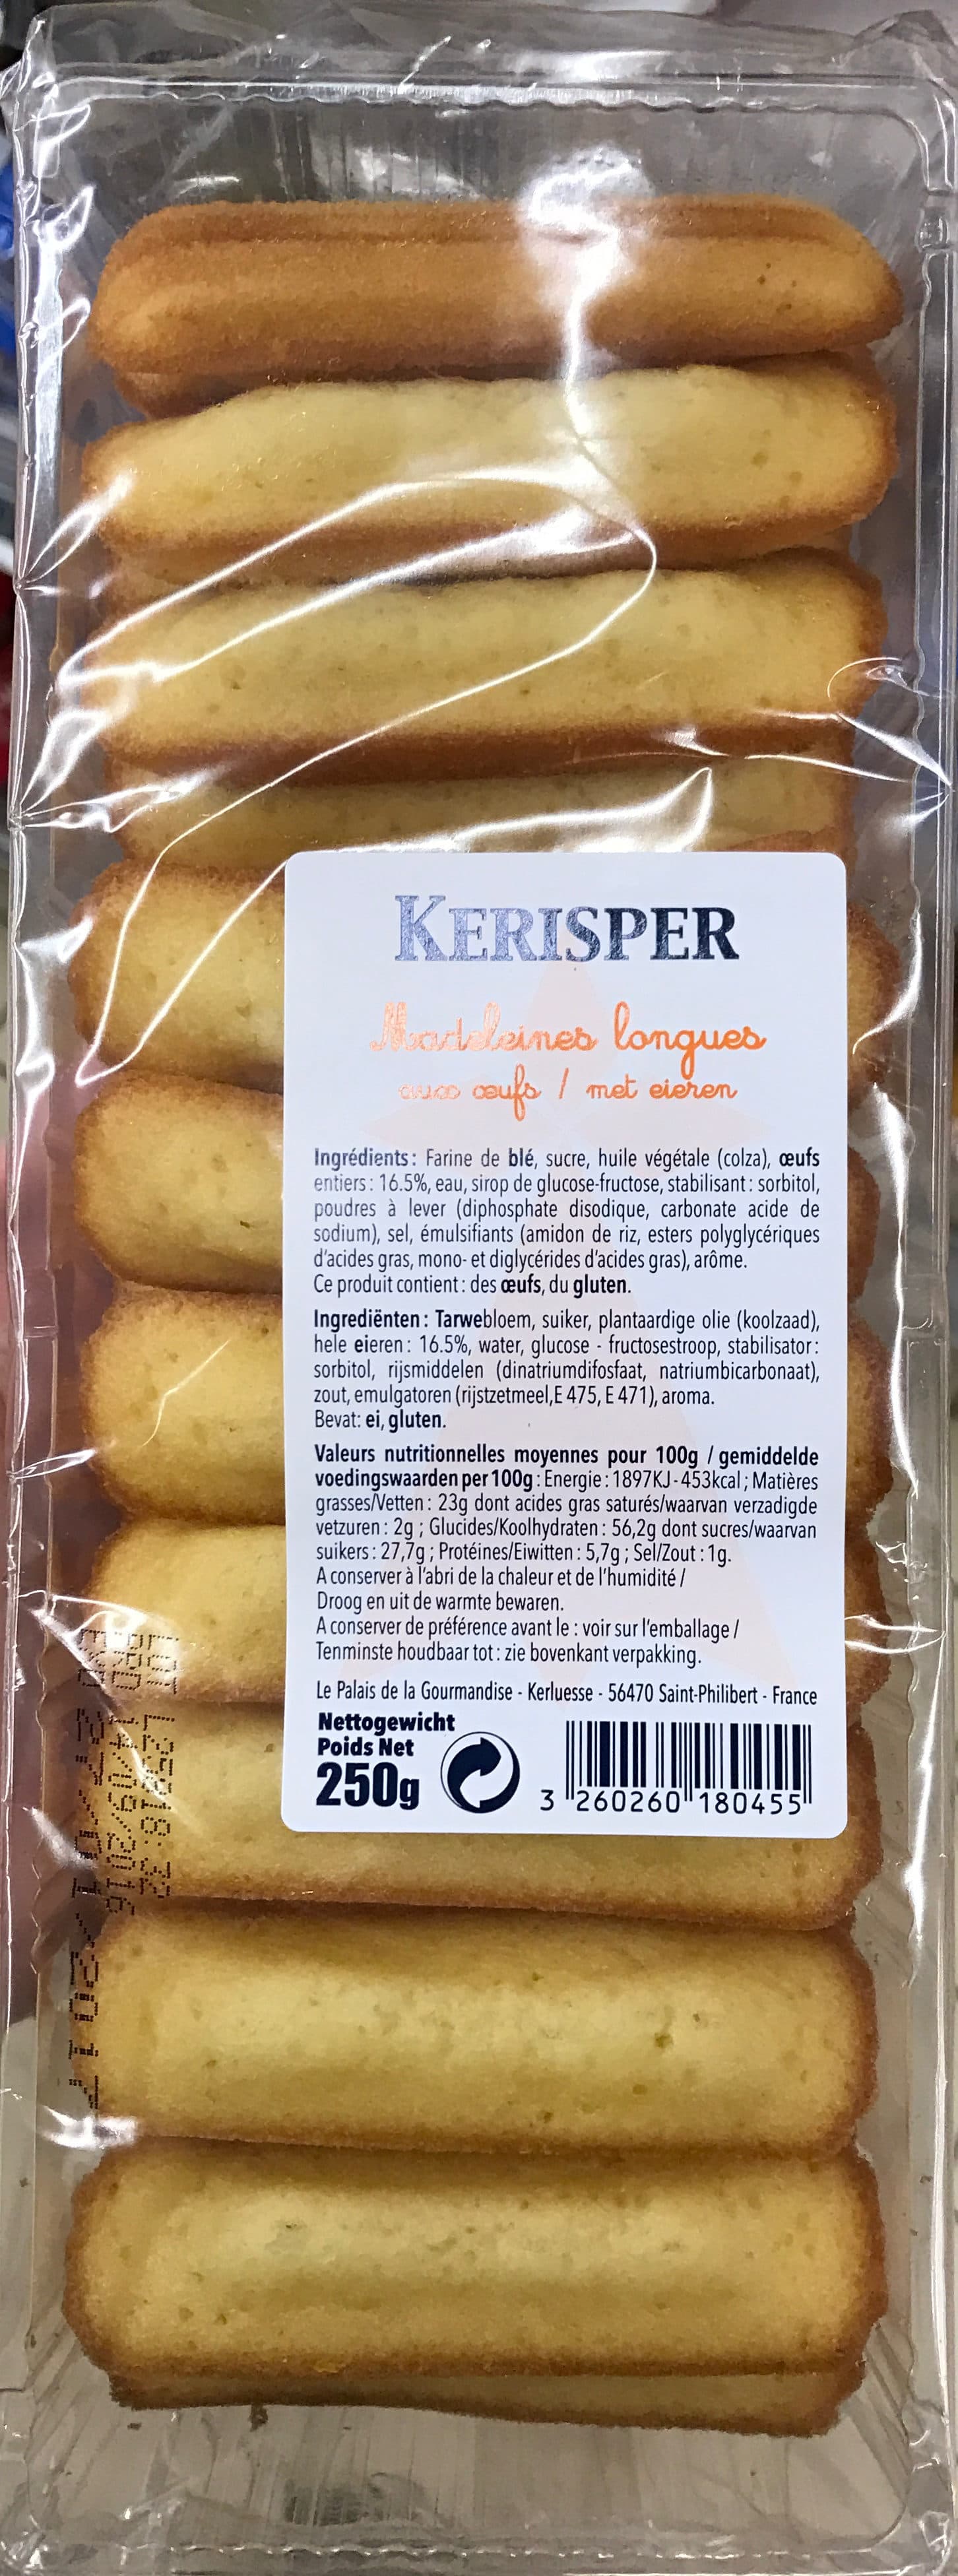 KERISPER
Madeleines longues
aux œufs / met eieren
Ingrédients : Farine de blé, sucre, huile végétale (colza), œufs
entiers : 16.5%, eau, sirop de glucose-fructose, stabilisant : sorbitol,
poudres à lever (diphosphate disodique, carbonate acide de
sodium), sel, émulsifiants (amidon de riz, esters polyglycériques
d'acides gras, mono- et diglycérides d'acides gras), arôme.
Ce produit contient : des œufs, du gluten.
Ingrediënten : Tarwebloem, suiker, plantaardige olie (koolzaad),
hele eieren : 16.5%, water, glucose - fructosestroop, stabilisator :
sorbitol, rijsmiddelen (dinatriumdifosfaat, natriumbicarbonaat),
zout, emulgatoren (rijstzetmeel,E 475, E 471), aroma.
Bevat: ei, gluten.
Valeurs nutritionnelles moyennes pour 100g / gemiddelde
voedingswaarden per 100g : Energie : 1897KJ - 453kcal ; Matières
grasses/Vetten : 23g dont acides gras saturés/waarvan verzadigde
vetzuren : 2g ; Glucides/Koolhydraten : 56,2g dont sucres/waarvan
suikers : 27,7g ; Protéines/Eiwitten : 5,7g ; Sel/Zout : 1g.
A conserver à l'abri de la chaleur et de l'humidité /
Droog en uit de warmte bewaren.
A conserver de préférence avant le : voir sur l'emballage /
Tenminste houdbaar tot : zie bovenkant verpakking.
Le Palais de la Gourmandise - Kerluesse - 56470 Saint-Philibert - France
Nettogewicht
Poids Net
250g
3 260260 180455